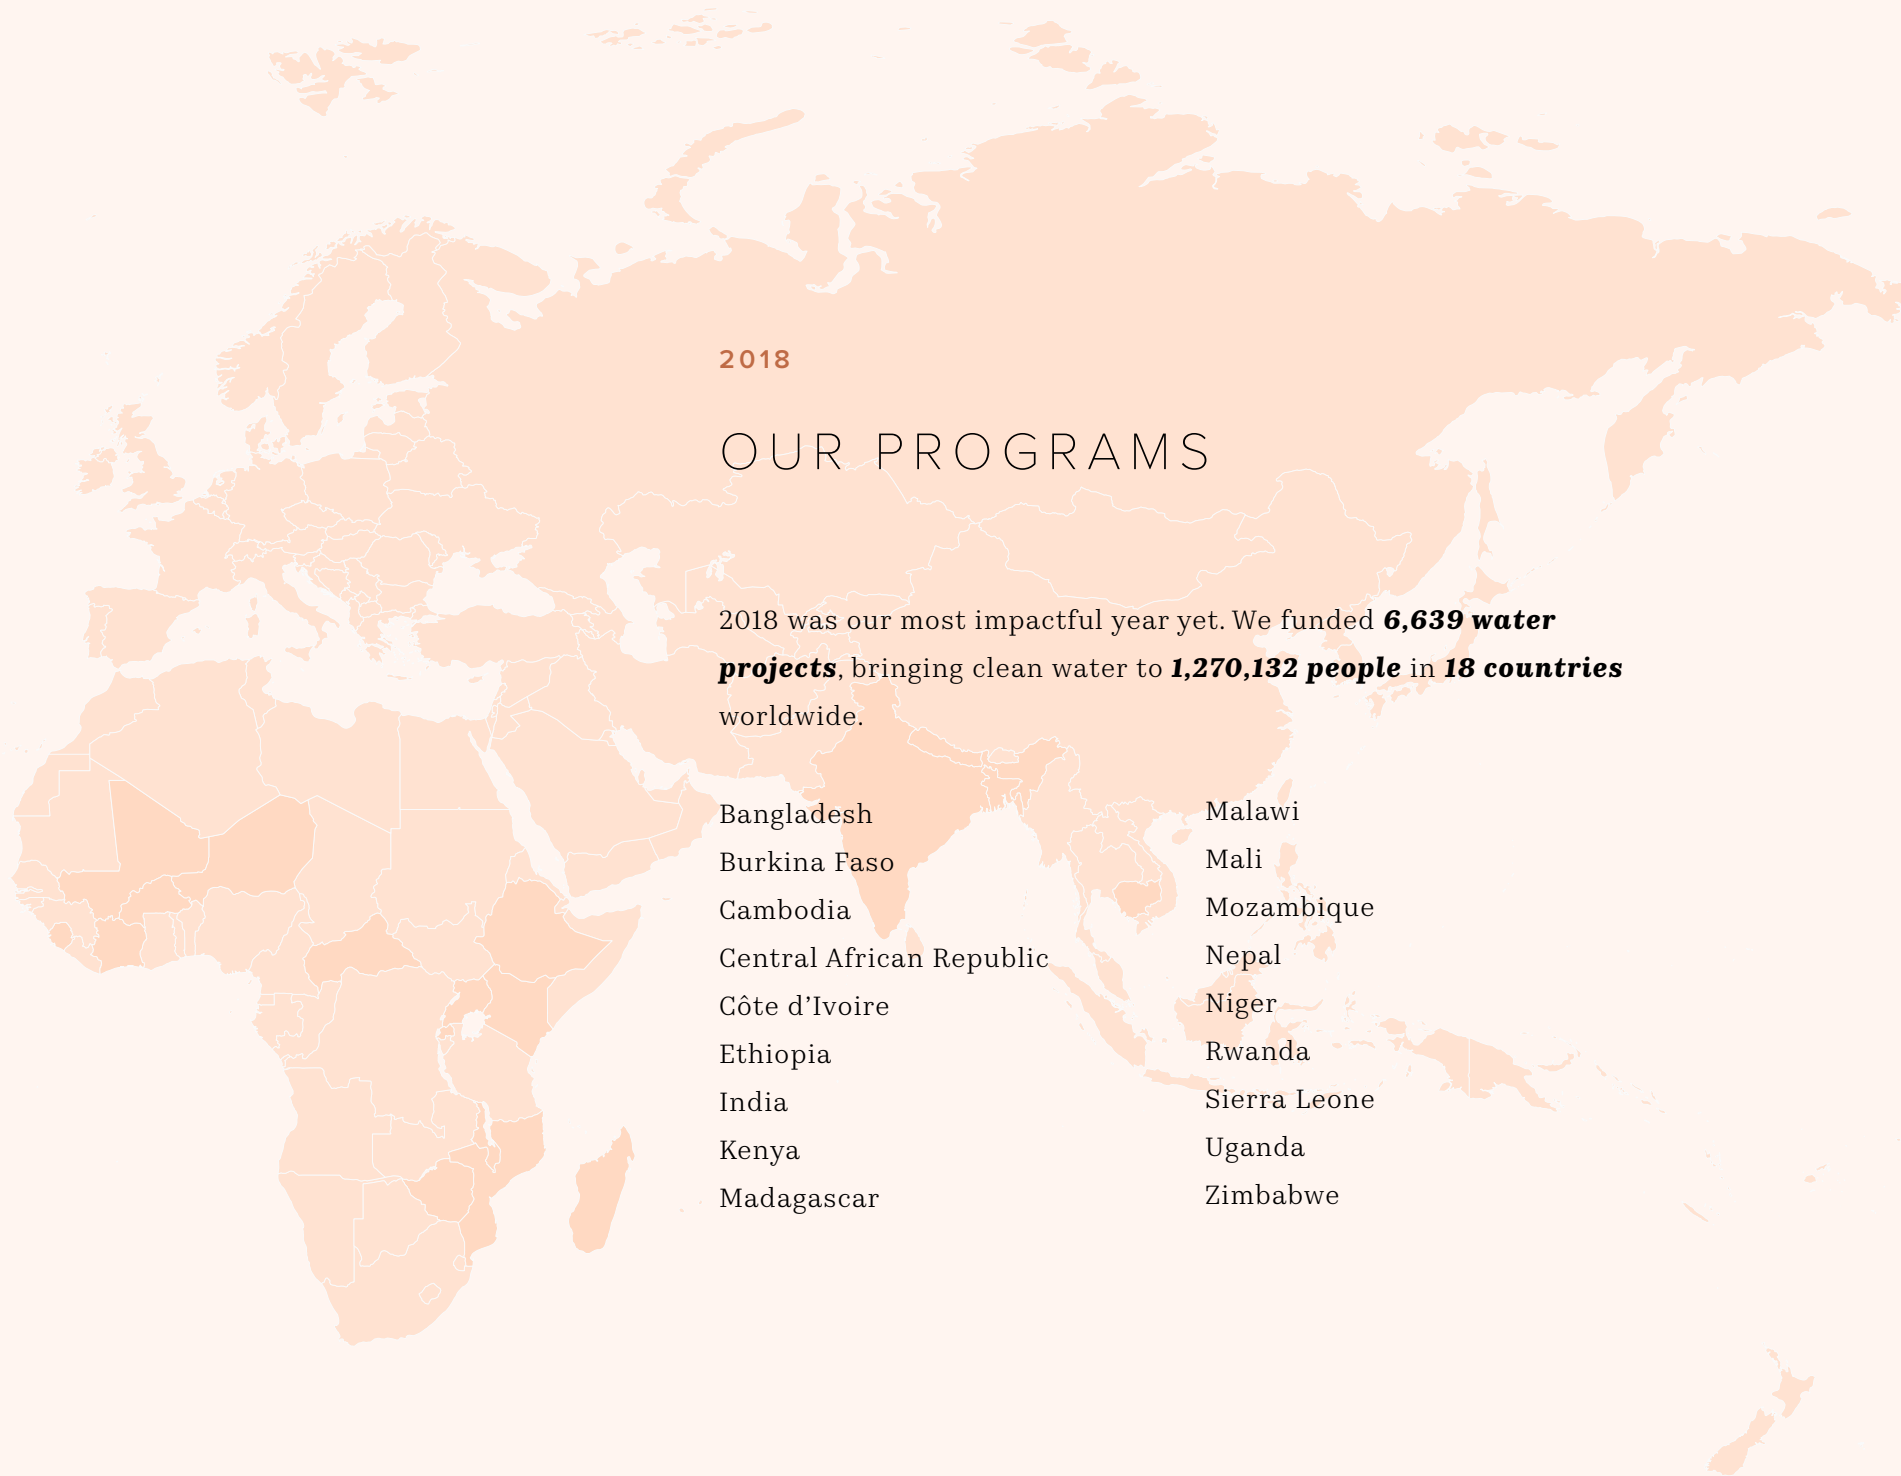 2018
OUR PROGRAMS
2018 was our most impactful year yet. We funded 6,639 water
projects, bringing clean water to 1,270,132 people in 18 countries
worldwide.
Bangladesh
Burkina Faso
Cambodia
Central African Republic
Côte d’Ivoire
Ethiopia
India
Kenya
Madagascar
Malawi
Mali
Mozambique
Nepal
Niger
Rwanda
Sierra Leone
Uganda
Zimbabwe